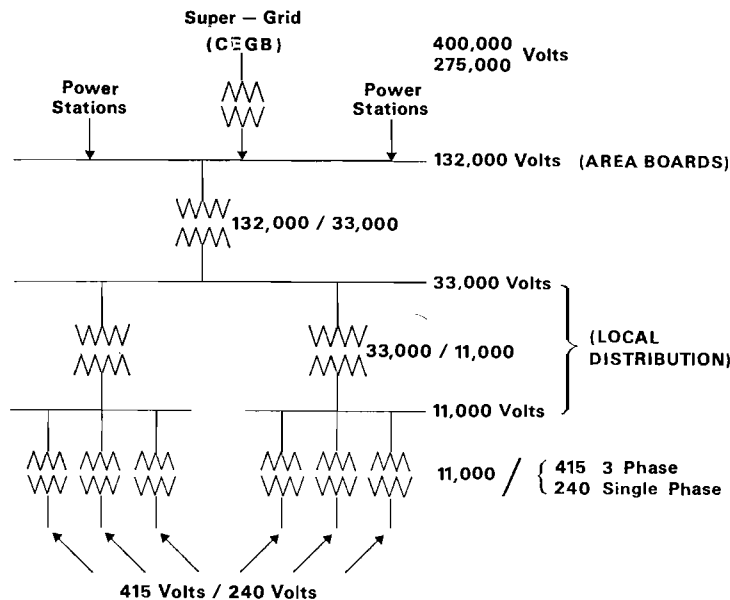 Super – Grid
(CEGB)
400,000
275,000 Volts
Power
Stations
Power
Stations
132,000 Volts (AREA BOARDS)
132,000 / 33,000
33,000 Volts
33,000 / 11,000
(LOCAL
DISTRIBUTION)
11,000 Volts
11,000 / { 415 3 Phase
240 Single Phase
415 Volts / 240 Volts